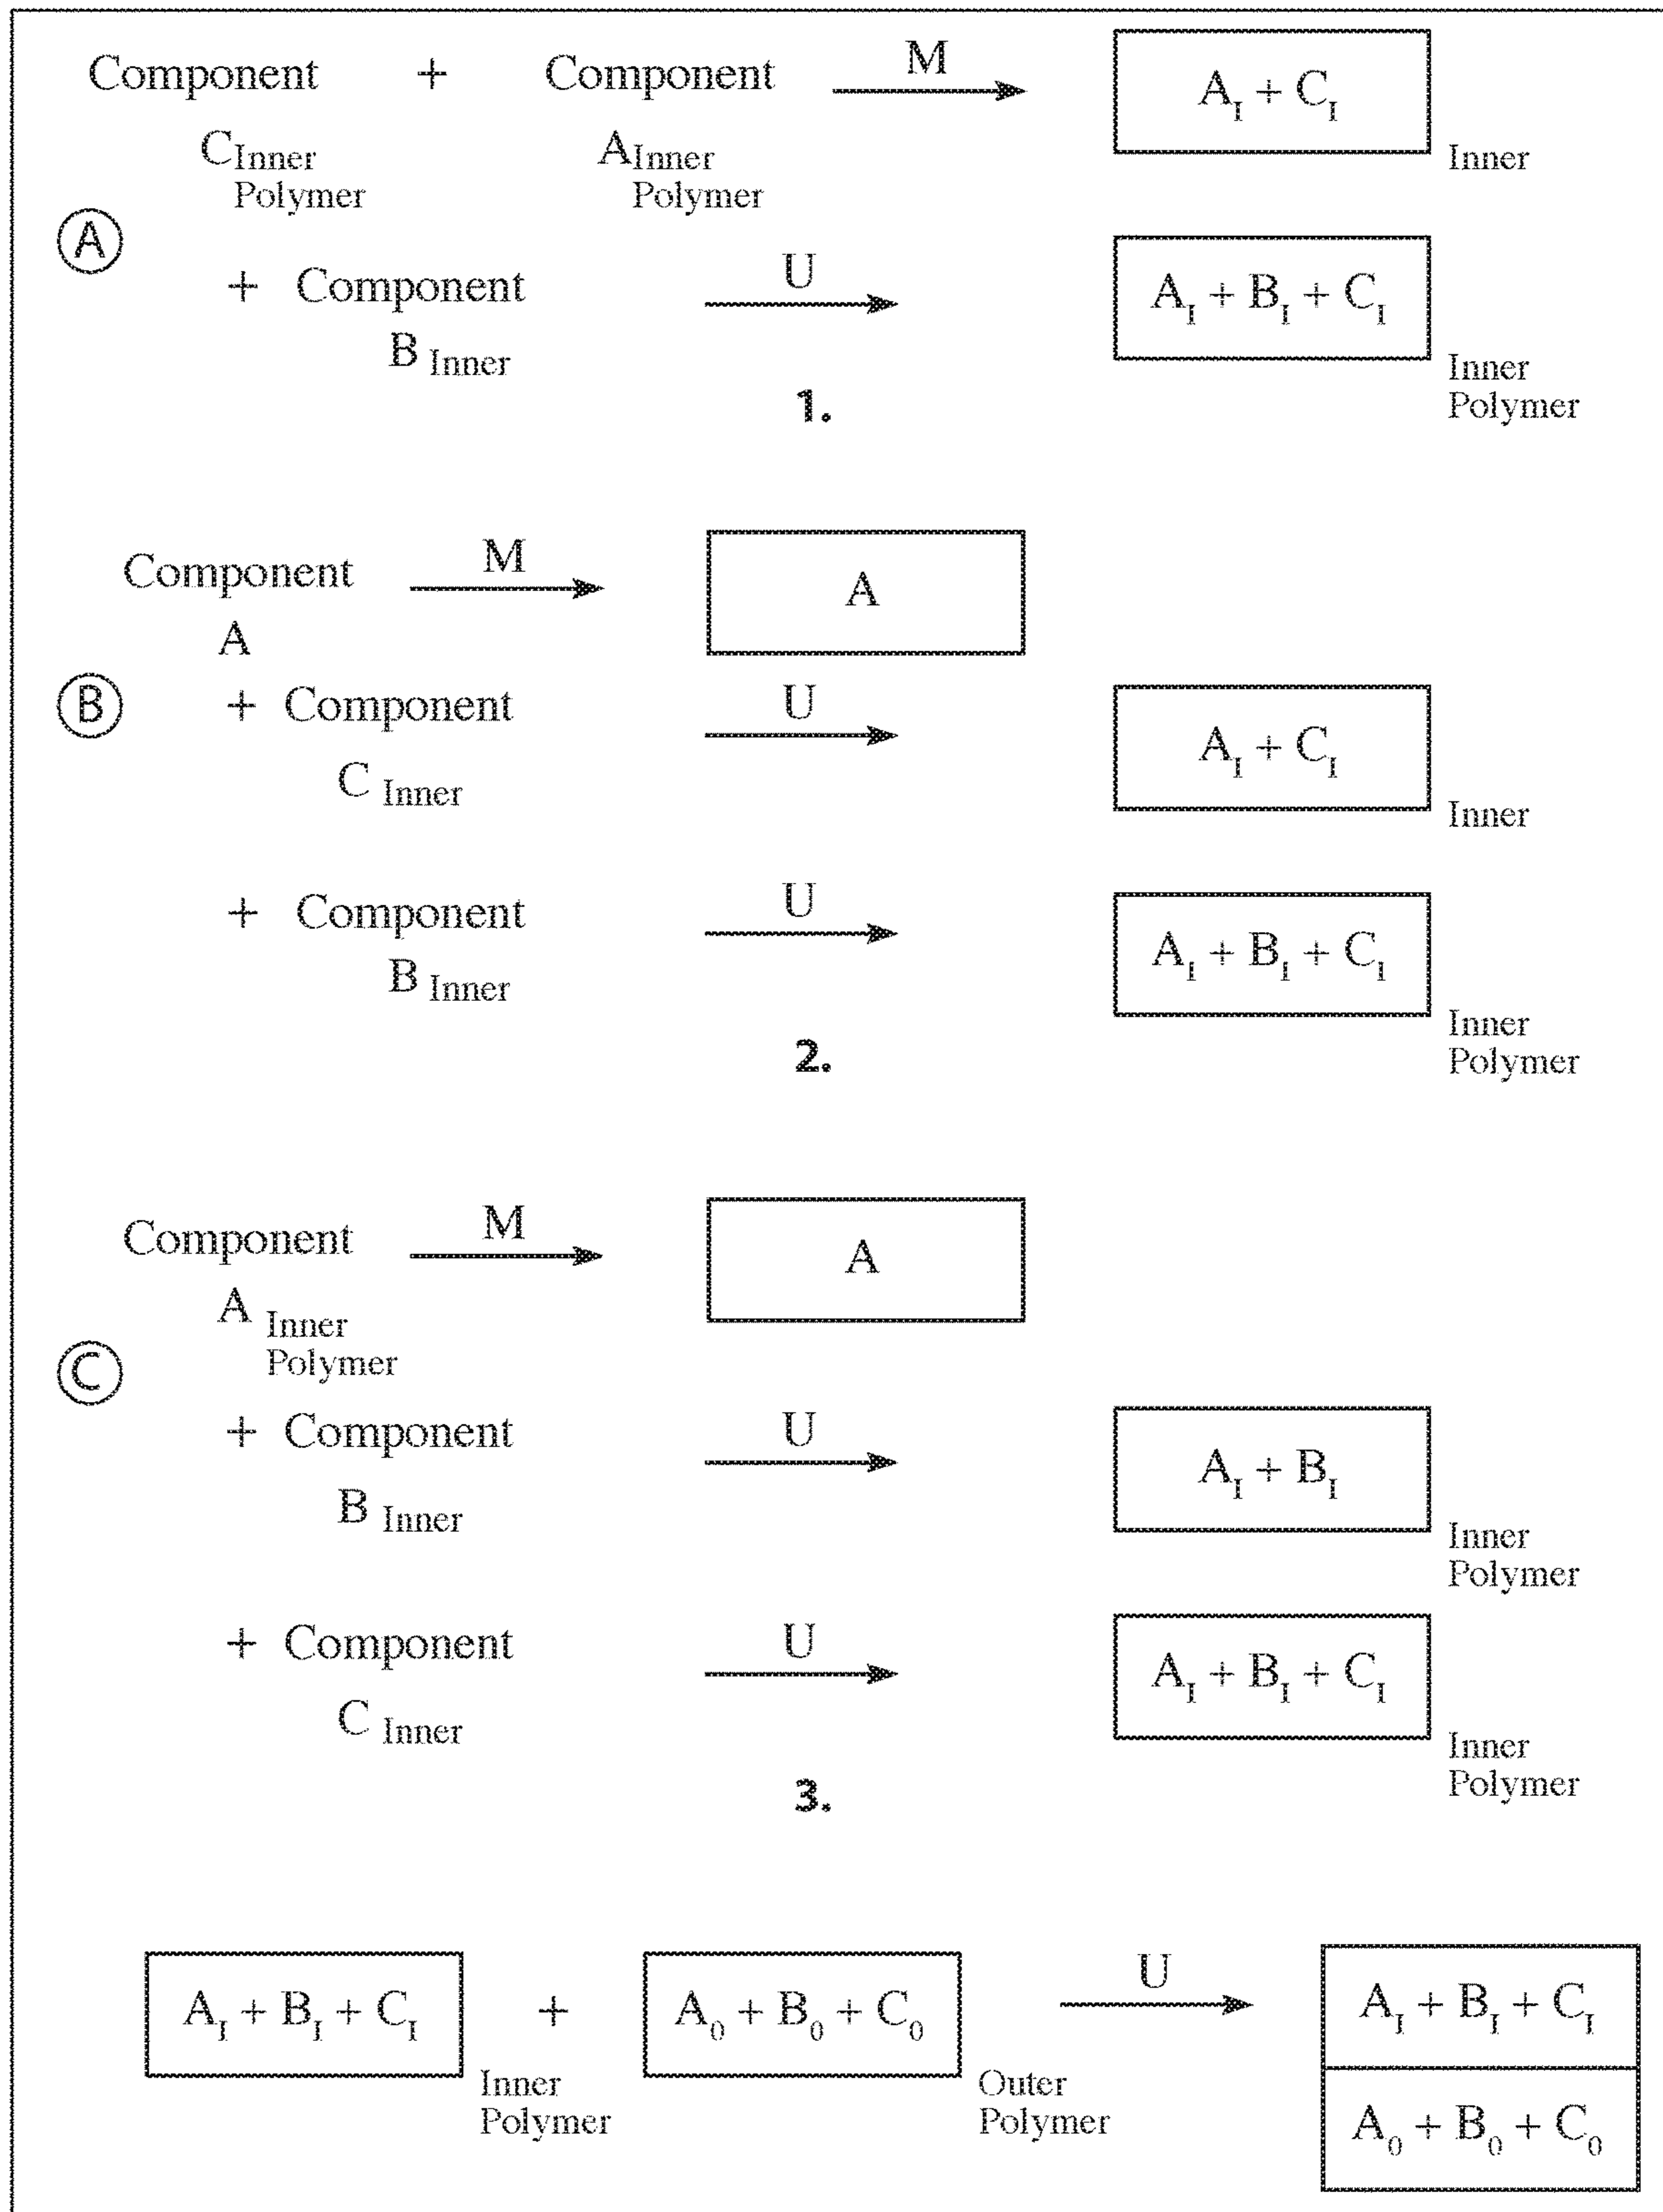 Component + Component M A_I + C_I
C Inner Polymer A Inner Polymer Inner
A
+ Component U A_I + B_I + C_I
B Inner Inner
Polymer
1.
Component M A
A
B + Component U A_I + C_I
C Inner Inner
+ Component U A_I + B_I + C_I
B Inner Inner
Polymer
2.
Component M A
A Inner
Polymer
C
+ Component U A_I + B_I
B Inner Inner
Polymer
+ Component U A_I + B_I + C_I
C Inner Inner
Polymer
3.
A_I + B_I + C_I + A_0 + B_0 + C_0 U A_I + B_I + C_I
Inner Outer
Polymer Polymer
A_0 + B_0 + C_0